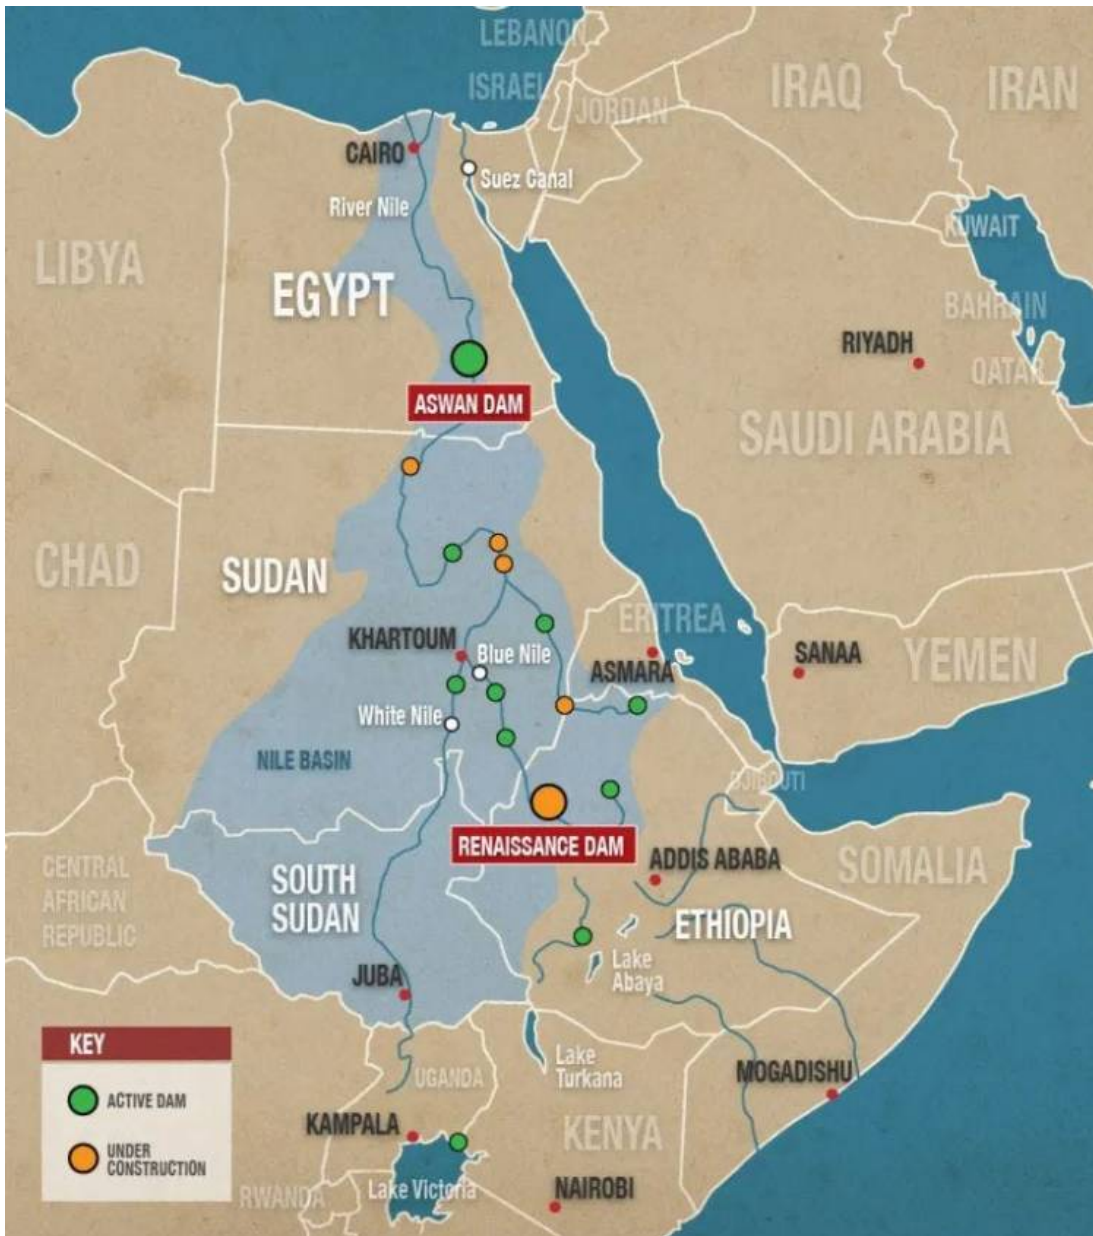 LEBANON
ISRAEL
JORDAN
IRAQ
IRAN
CAIRO
Suez Canal
River Nile
KUWAIT
LIBYA
EGYPT
BAHRAIN
RIYADH
QATAR
ASWAN DAM
SAUDI ARABIA
CHAD
SUDAN
ERITREA
KHARTOUM
Blue Nile
ASMARA
SANAA
YEMEN
White Nile
NILE BASIN
DJIBOUTI
RENAISSANCE DAM
ADDIS ABABA
SOMALIA
CENTRAL
AFRICAN
REPUBLIC
SOUTH
SUDAN
ETHIOPIA
Lake
Abaya
JUBA
KEY
ACTIVE DAM
UNDER
CONSTRUCTION
UGANDA
Lake
Turkana
MOGADISHU
KAMPALA
KENYA
RWANDA
Lake Victoria
NAIROBI